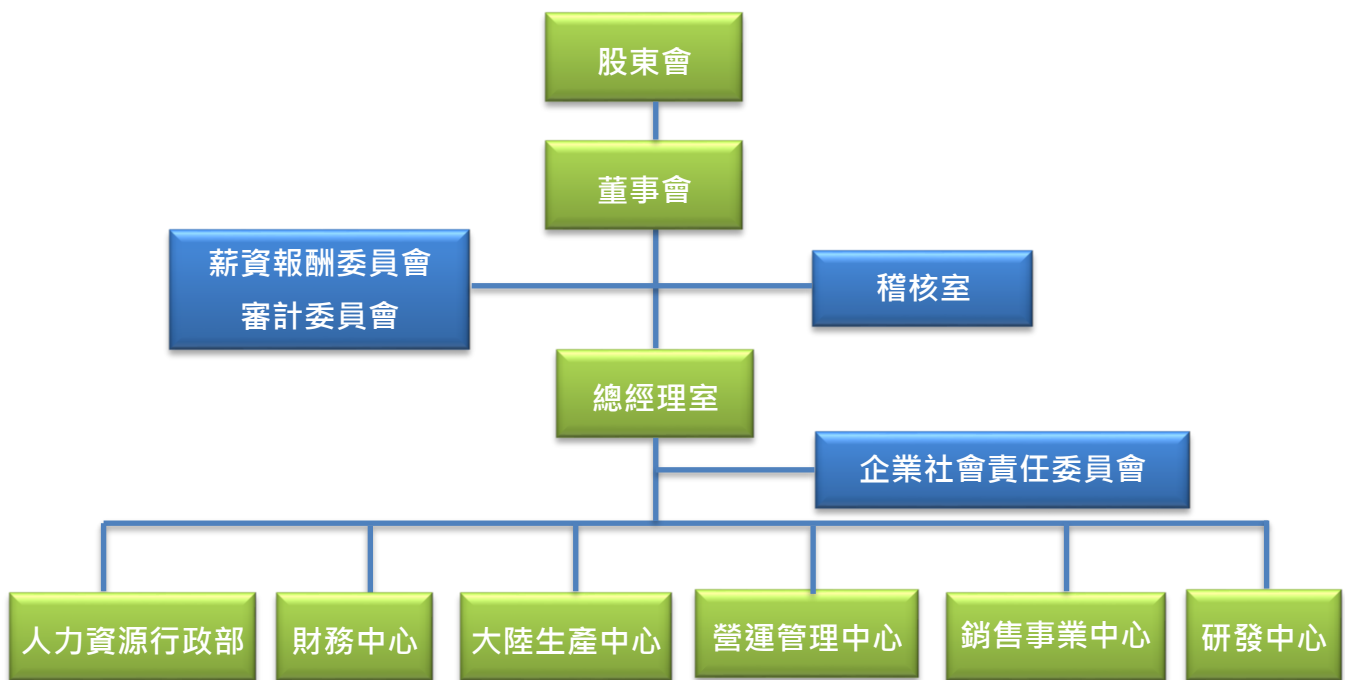 股東會
董事會
薪資報酬委員會
審計委員會
稽核室
總經理室
企業社會責任委員會
人力資源行政部
財務中心
大陸生產中心
營運管理中心
銷售事業中心
研發中心